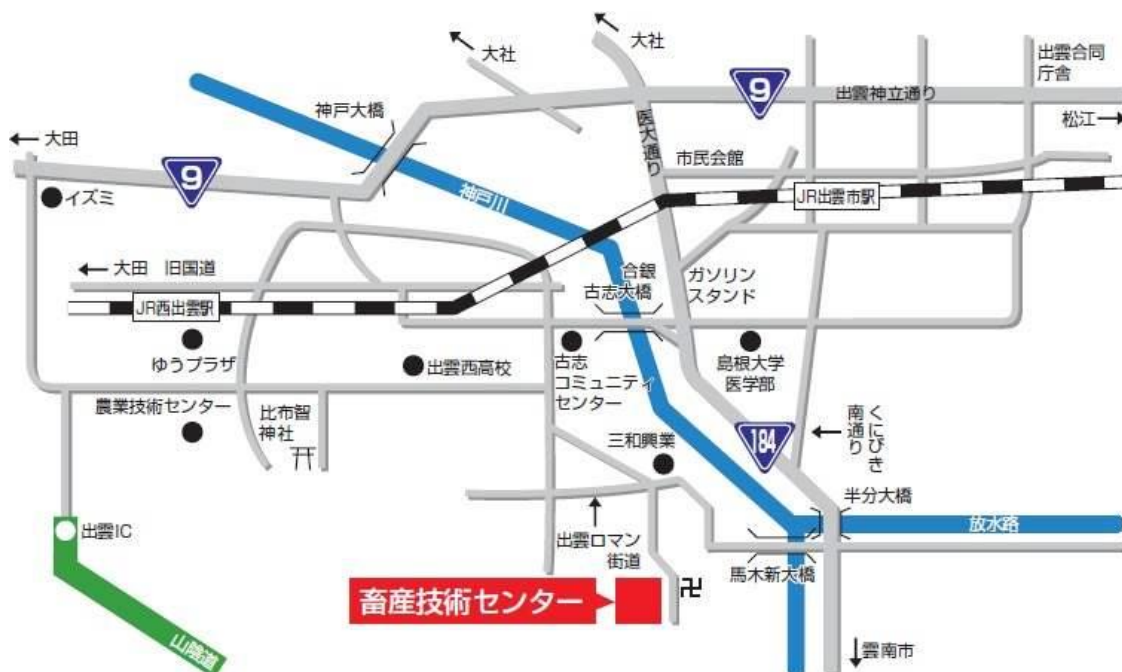 大社
大社
出雲合同
庁舎
9
出雲神立通り
神戸大橋
松江
大田
医大通り
市民会館
9
イズミ
神戸川
JR出雲市駅
大田 旧国道
合銀
ガソリン
スタンド
古志大橋
JR西出雲駅
ゆうプラザ
出雲西高校
古志
コミュニティ
センター
島根大学
医学部
農業技術センター
比布智
神社
三和興業
184
くにびき
南通り
半分大橋
放水路
出雲IC
出雲ロマン
街道
馬木新大橋
畜産技術センター
卍
山陰道
雲南市